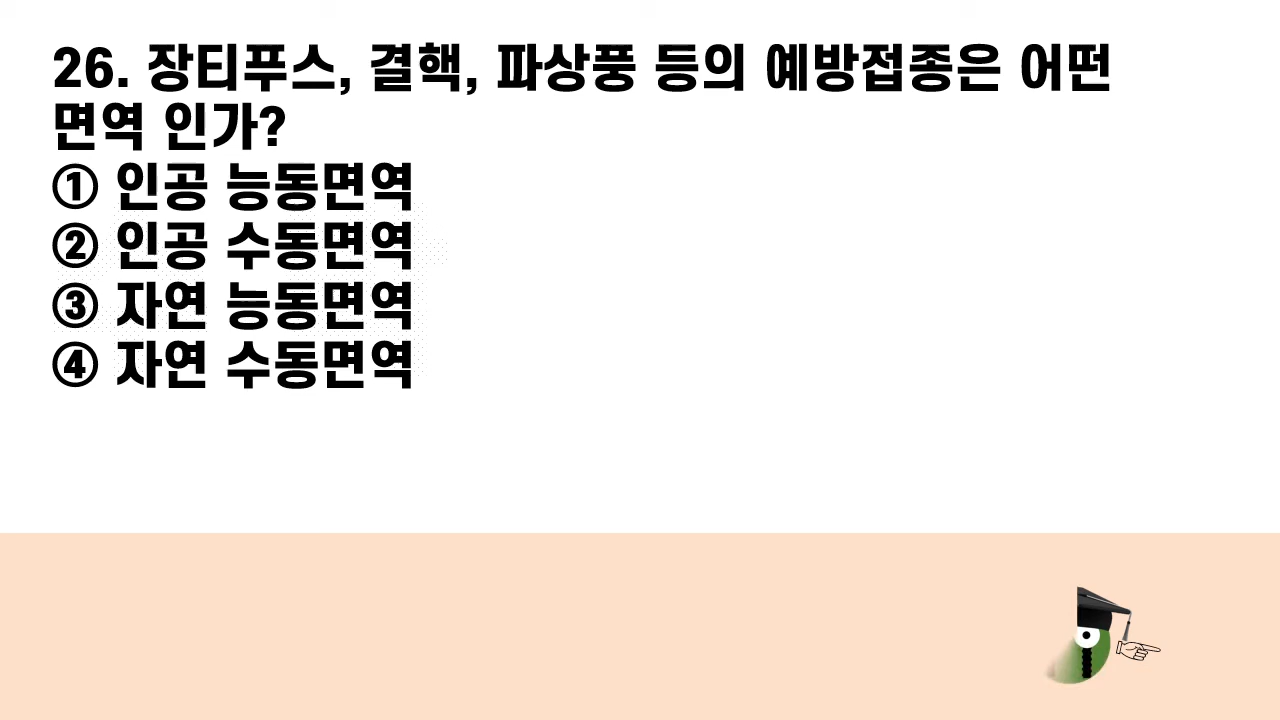 26. 장티푸스, 결핵, 파상풍 등의 예방접종은 어떤
면역 인가?
① 인공 능동면역
② 인공 수동면역
③ 자연 능동면역
④ 자연 수동면역